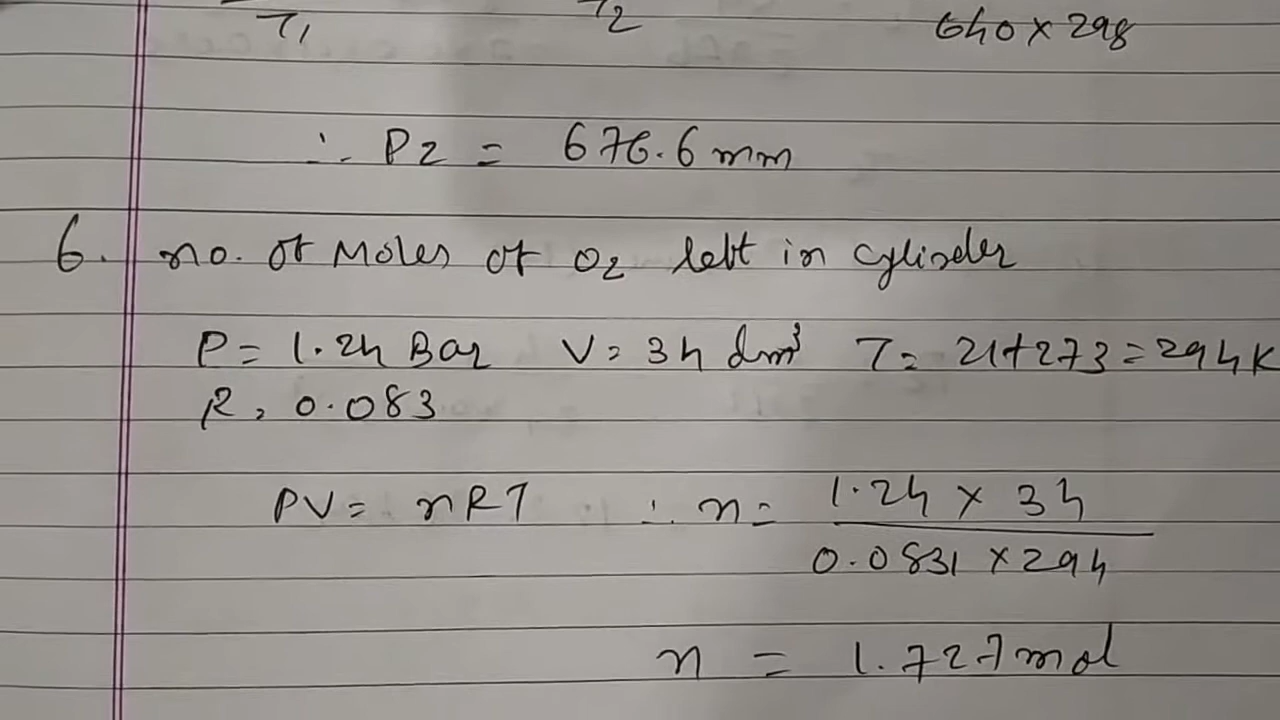 T1 T2 640 × 298
∴ P2 = 676.6 mm
6. no. of Moles of O2 left in cylinder
P = 1.24 Bar V = 34 dm³ T = 21+273 = 294K
R = 0.083
PV = nRT ∴ n = 1.24 × 34
0.0831 × 294
n = 1.727 mol